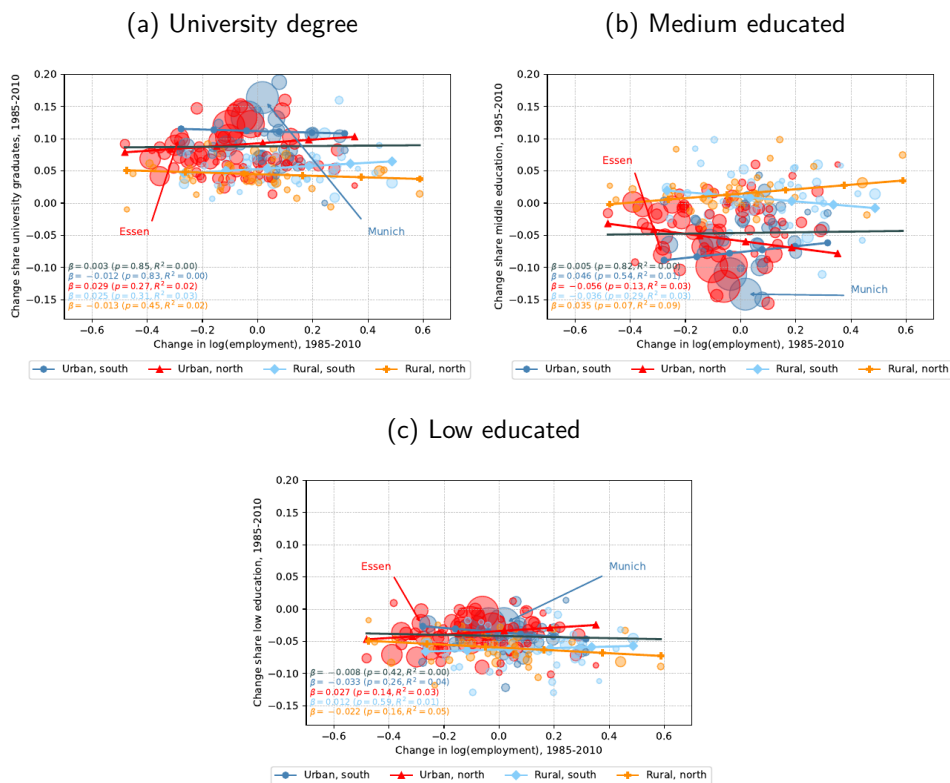 (a) University degree
(b) Medium educated
0.20
0.15
0.10
0.05
0.00
−0.05
−0.10
−0.15
Change share university graduates, 1985-2010
Essen
Munich
β = 0.003 (p = 0.85, R² = 0.00)
β = −0.012 (p = 0.83, R² = 0.00)
β = 0.029 (p = 0.27, R² = 0.02)
β = 0.025 (p = 0.31, R² = 0.03)
β = −0.013 (p = 0.45, R² = 0.02)
−0.6 −0.4 −0.2 0.0 0.2 0.4 0.6
Change in log(employment), 1985-2010
Urban, south Urban, north Rural, south Rural, north
0.20
0.15
0.10
0.05
0.00
−0.05
−0.10
−0.15
Change share middle education, 1985-2010
Essen
Munich
β = 0.005 (p = 0.82, R² = 0.00)
β = 0.046 (p = 0.54, R² = 0.01)
β = −0.056 (p = 0.13, R² = 0.03)
β = −0.036 (p = 0.29, R² = 0.03)
β = 0.035 (p = 0.07, R² = 0.09)
−0.6 −0.4 −0.2 0.0 0.2 0.4 0.6
Change in log(employment), 1985-2010
Urban, south Urban, north Rural, south Rural, north
(c) Low educated
0.20
0.15
0.10
0.05
0.00
−0.05
−0.10
−0.15
Change share low education, 1985-2010
Essen
Munich
β = −0.008 (p = 0.42, R² = 0.00)
β = −0.033 (p = 0.26, R² = 0.04)
β = 0.027 (p = 0.14, R² = 0.03)
β = 0.012 (p = 0.59, R² = 0.01)
β = −0.022 (p = 0.16, R² = 0.05)
−0.6 −0.4 −0.2 0.0 0.2 0.4 0.6
Change in log(employment), 1985-2010
Urban, south Urban, north Rural, south Rural, north